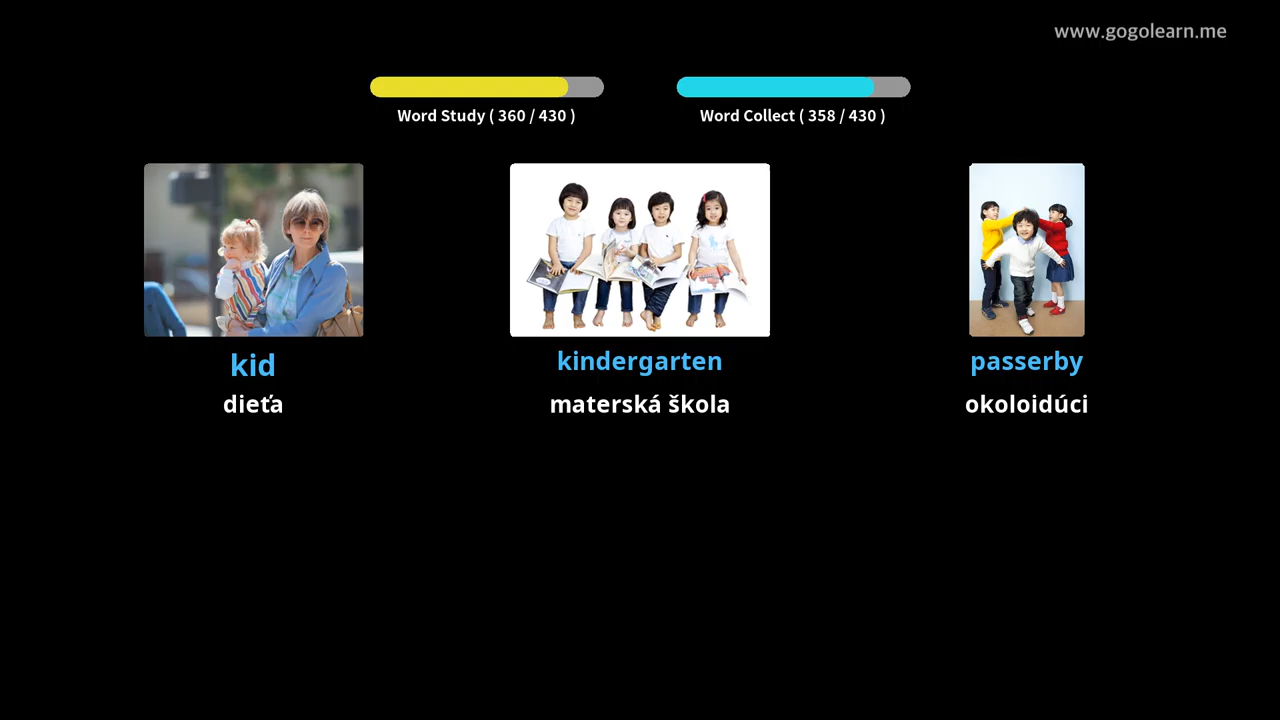 www.gogolearn.me
Word Study ( 360 / 430 )
Word Collect ( 358 / 430 )
kid
kindergarten
passerby
dieťa
materská škola
okoloidúci